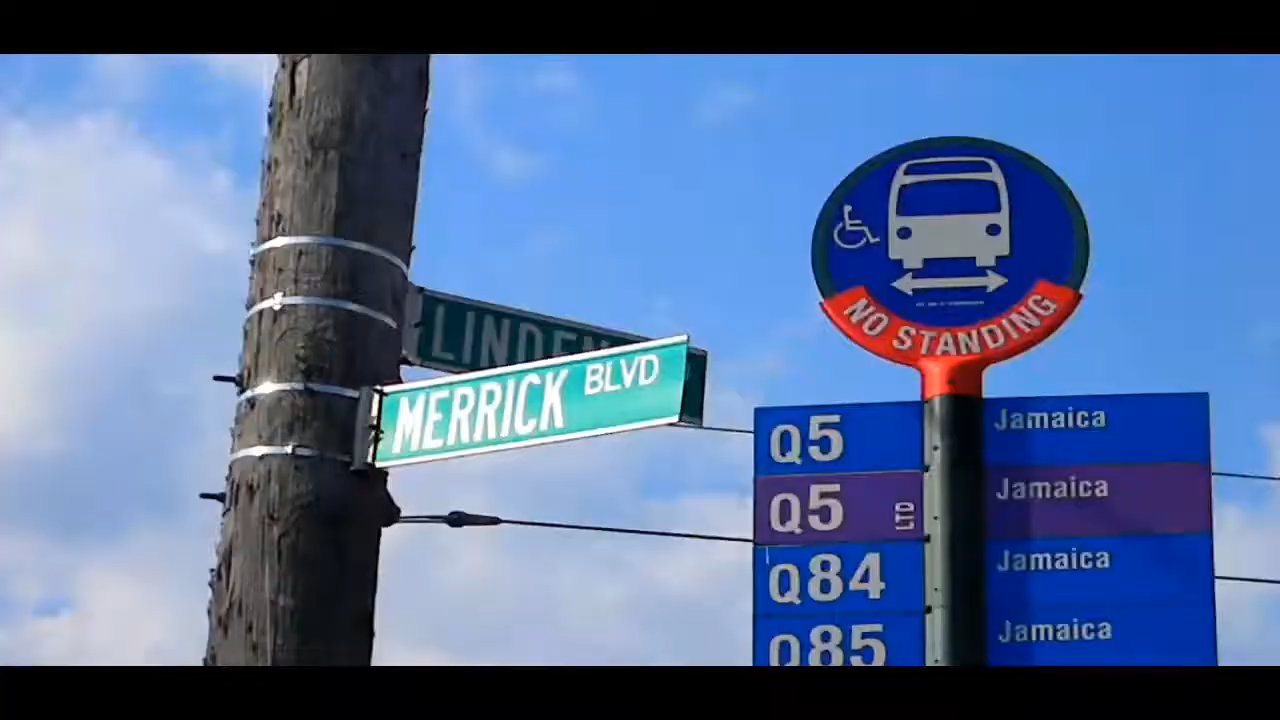 LINDEN
MERRICK BLVD
NO STANDING
Q5 Jamaica
Q5 LTD Jamaica
Q84 Jamaica
Q85 Jamaica